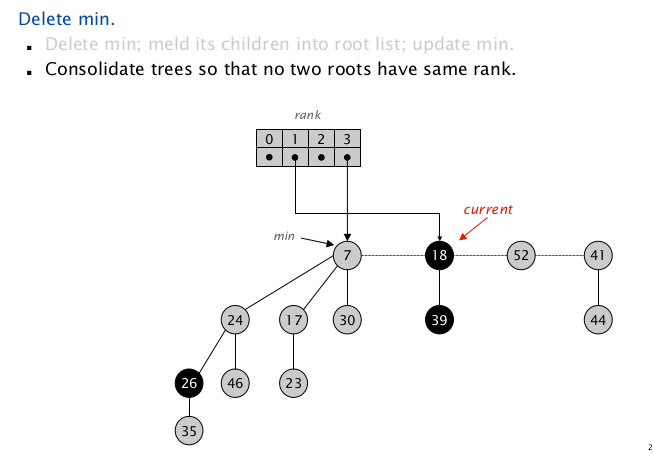 Delete min.
▪ Delete min; meld its children into root list; update min.
▪ Consolidate trees so that no two roots have same rank.
rank
0 1 2 3
current
min
7 18 52 41
24 17 30 39 44
26 46 23
35
2